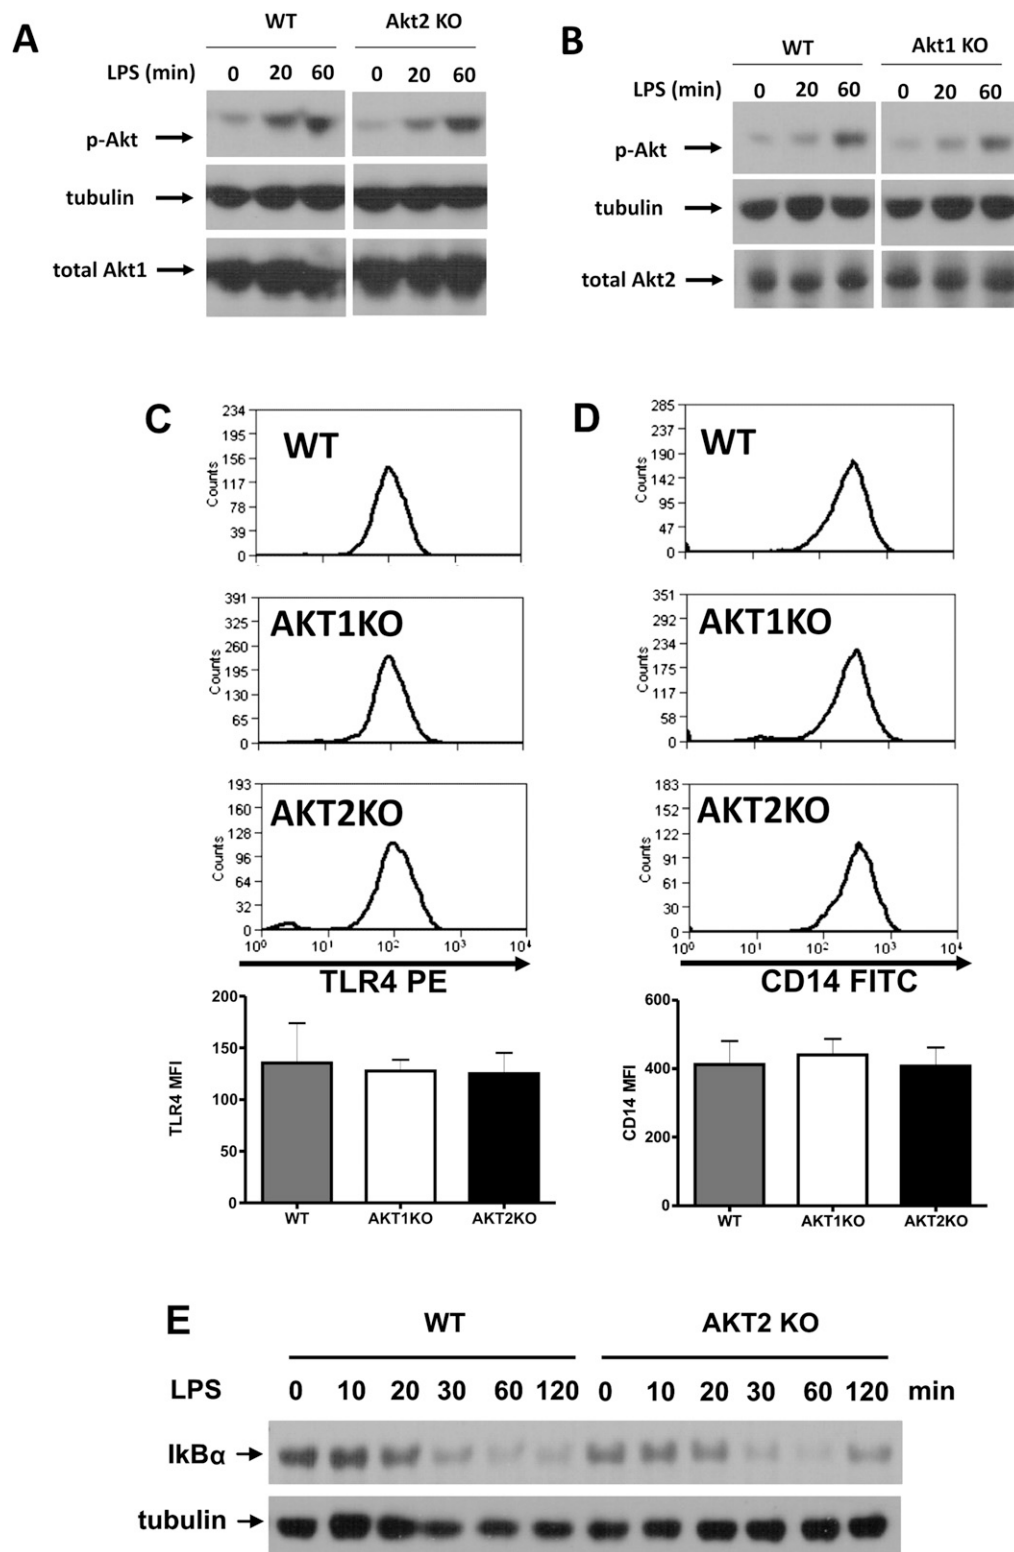 A
WT
Akt2 KO
LPS (min)
0 20 60 0 20 60
p-Akt
tubulin
total Akt1
B
WT
Akt1 KO
LPS (min)
0 20 60 0 20 60
p-Akt
tubulin
total Akt2
C
234
195
156
117
78
39
0
Counts
WT
391
325
260
195
130
65
0
Counts
AKT1KO
193
160
128
96
64
32
0
Counts
AKT2KO
10⁰ 10¹ 10² 10³ 10⁴
TLR4 PE
200
150
100
50
0
TLR4 MFI
WT AKT1KO AKT2KO
D
285
237
190
142
95
47
0
Counts
WT
351
292
234
175
117
58
0
Counts
AKT1KO
183
152
122
91
61
30
0
Counts
AKT2KO
10⁰ 10¹ 10² 10³ 10⁴
CD14 FITC
600
400
200
0
CD14 MFI
WT AKT1KO AKT2KO
E
WT AKT2 KO
LPS 0 10 20 30 60 120 0 10 20 30 60 120 min
IkBα
tubulin